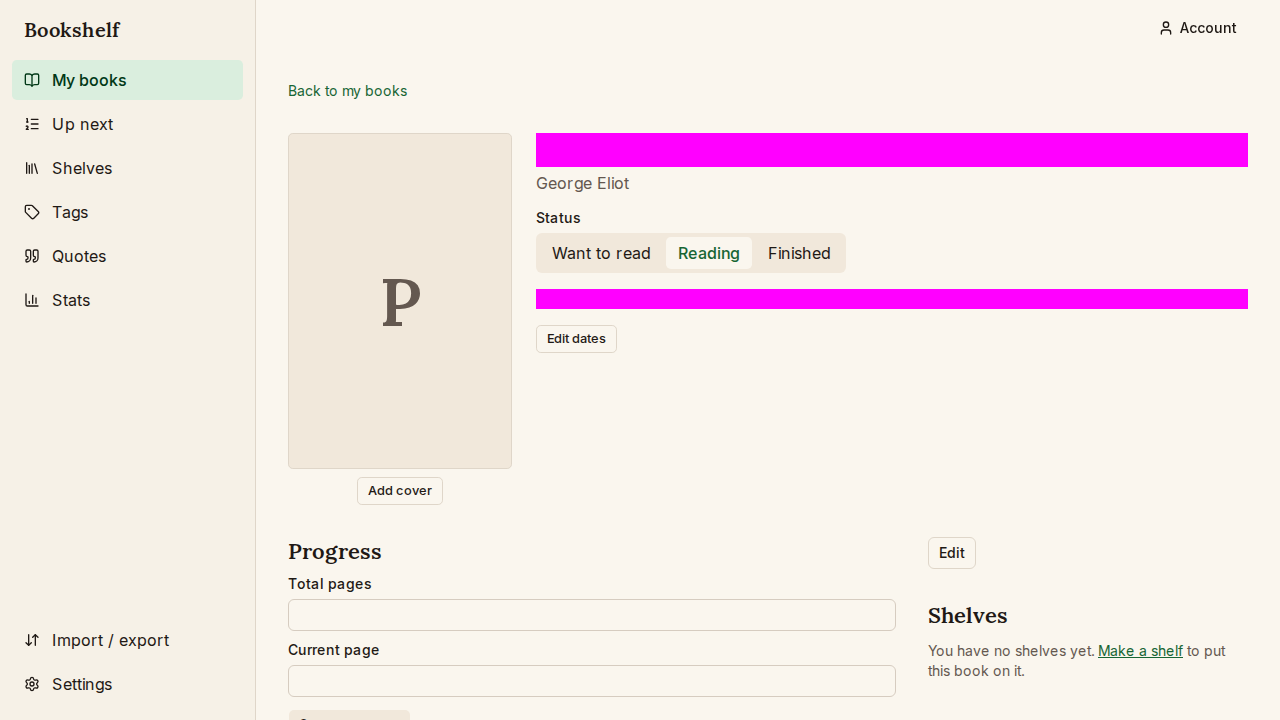 Bookshelf
My books
Up next
Shelves
Tags
Quotes
Stats
Import / export
Settings
Account
Back to my books
P
Add cover
George Eliot
Status
Want to read
Reading
Finished
Edit dates
Progress
Total pages
Current page
Edit
Shelves
You have no shelves yet. Make a shelf to put
this book on it.